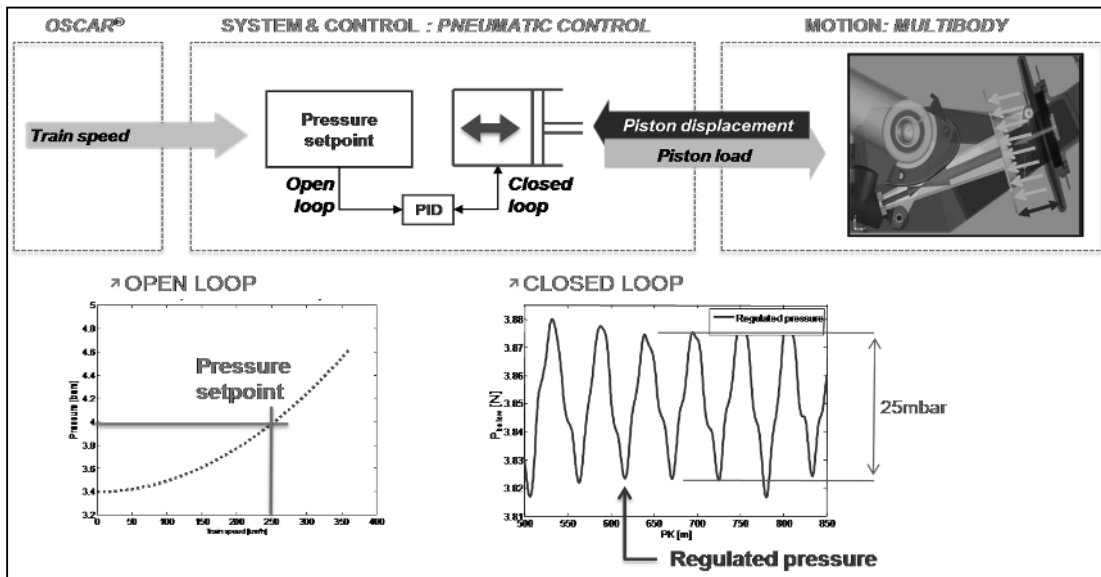 OSCAR®
SYSTEM & CONTROL : PNEUMATIC CONTROL
MOTION: MULTIBODY
Train speed
Pressure
setpoint
Open
loop
PID
Closed
loop
Piston displacement
Piston load
↗ OPEN LOOP
5
4.8
4.6
4.4
4.2
4
3.8
3.6
3.4
3.2
Pressure [barr]
Pressure
setpoint
0
50
100
150
200
250
300
350
400
Train speed [km/h]
↗ CLOSED LOOP
3.88
3.87
3.86
3.85
3.84
3.83
3.82
3.81
P bellow [N]
Regulated pressure
25mbar
500
550
600
650
700
750
800
850
PK [m]
Regulated pressure